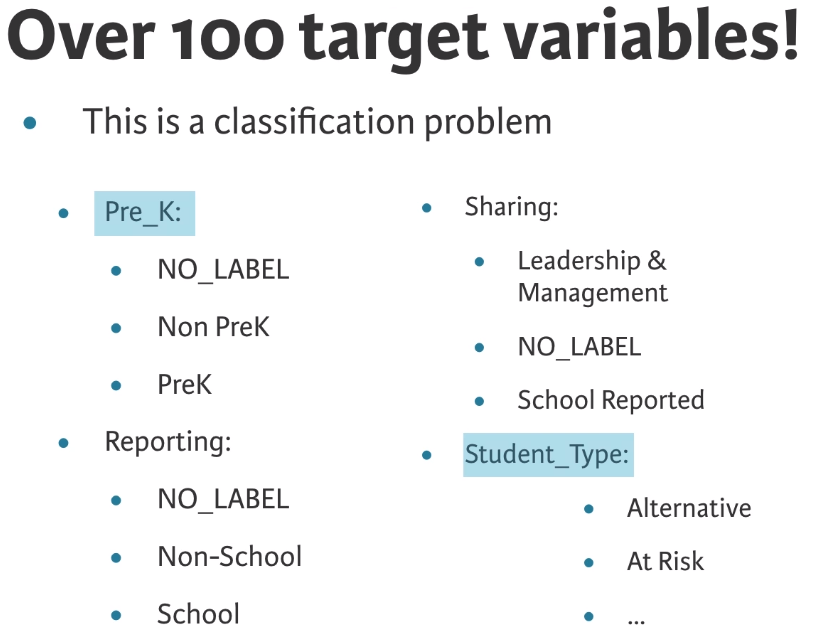 Over 100 target variables!
• This is a classification problem
• Pre_K:
• NO_LABEL
• Non PreK
• PreK
• Reporting:
• NO_LABEL
• Non-School
• School
• Sharing:
• Leadership &
Management
• NO_LABEL
• School Reported
• Student_Type:
• Alternative
• At Risk
• ...